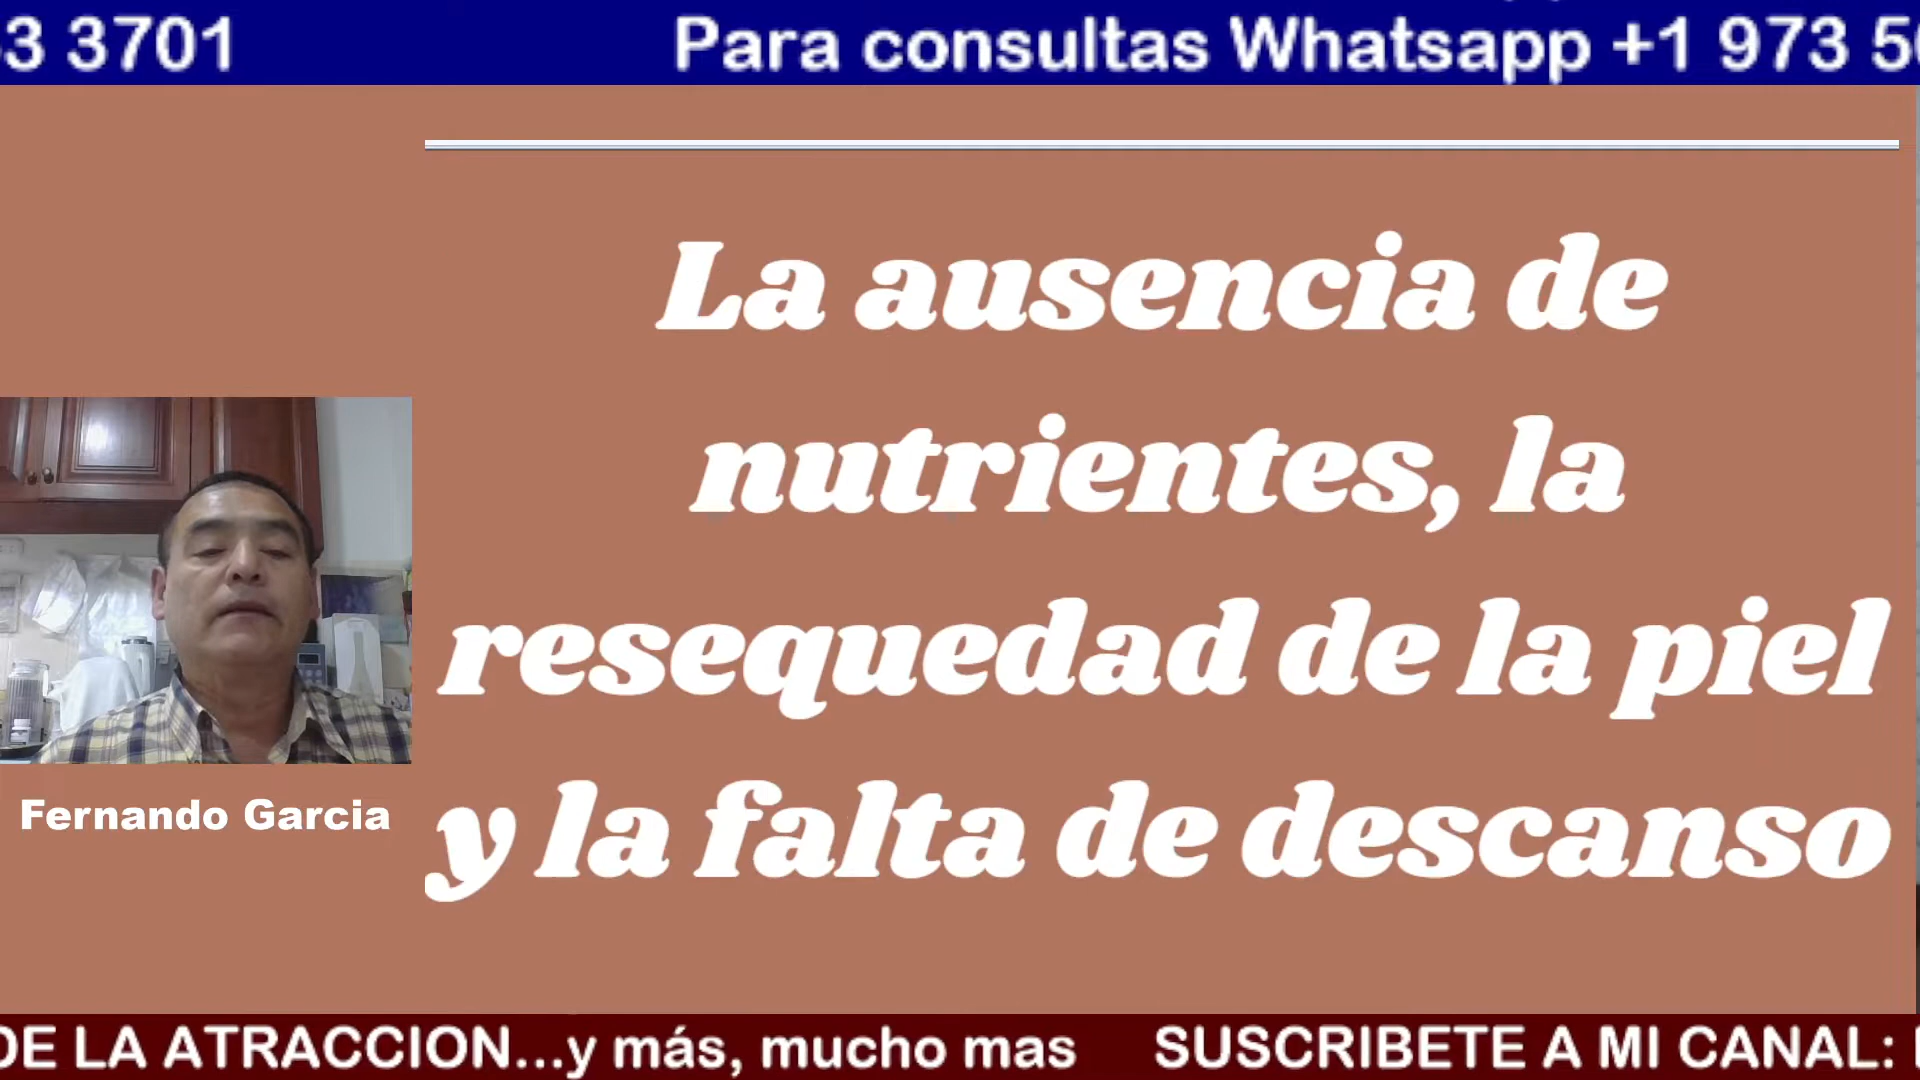 3 3701 Para consultas Whatsapp +1 973 5
La ausencia de
nutrientes, la
resequedad de la piel
y la falta de descanso
Fernando Garcia
DE LA ATRACCION...y más, mucho mas SUSCRIBETE A MI CANAL: